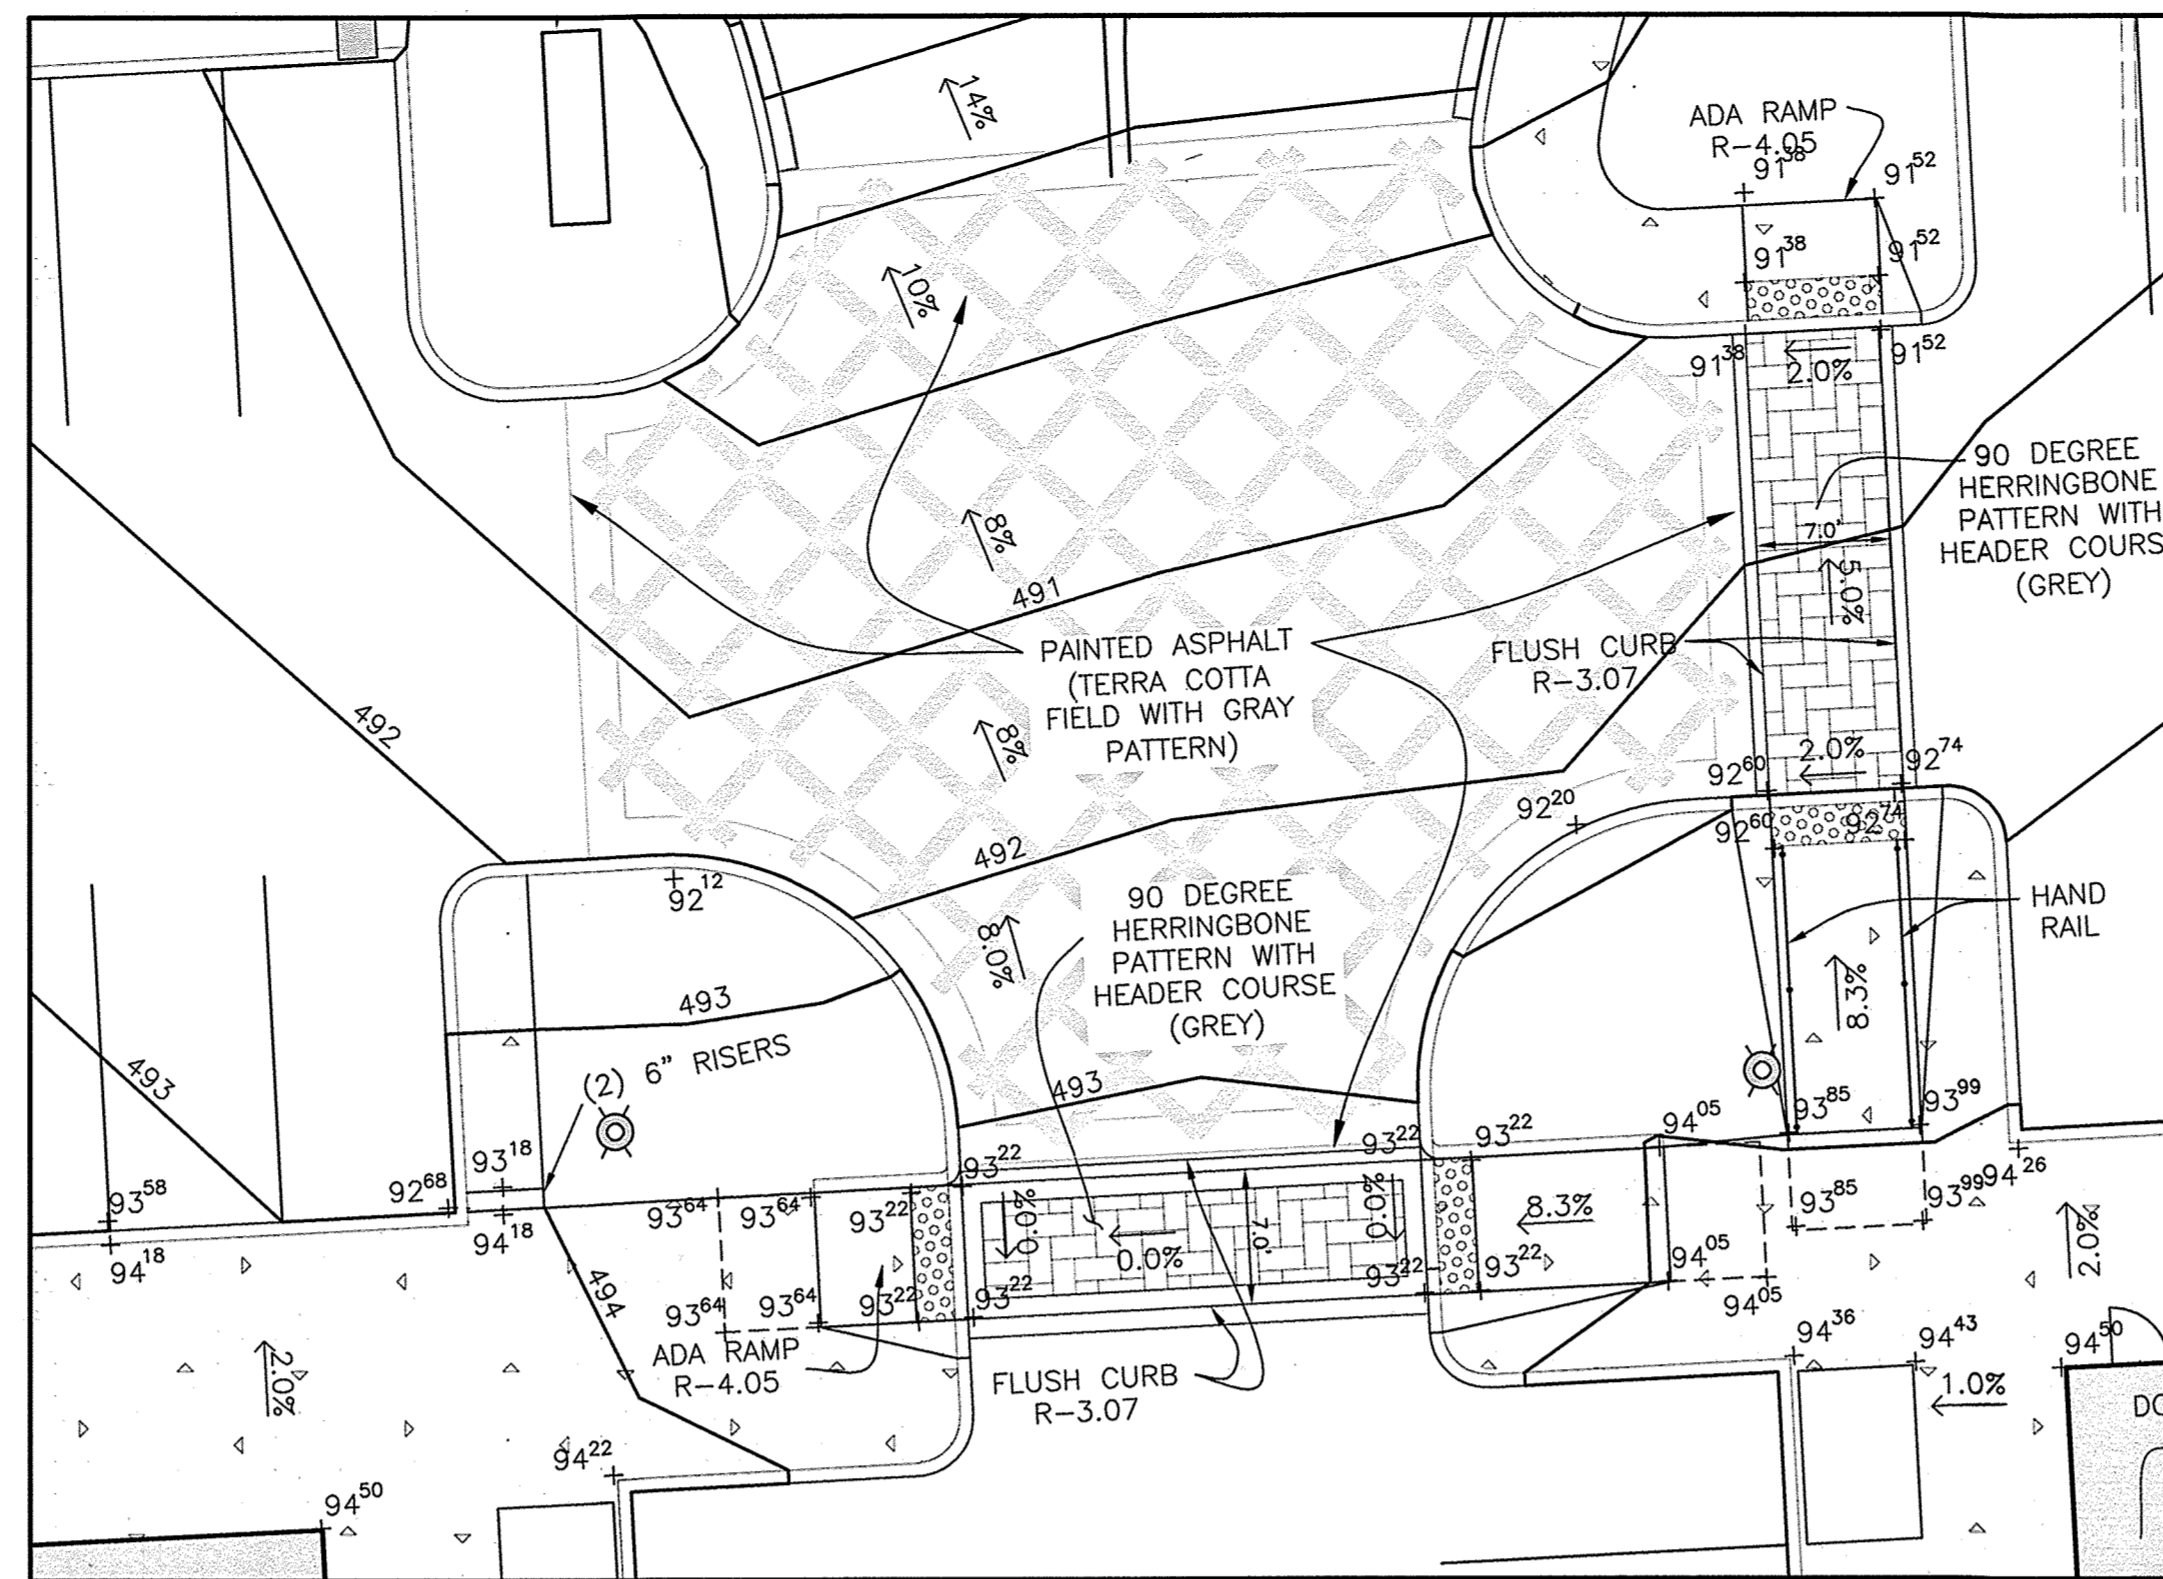 14%
ADA RAMP
R-4.05
91³⁸
91⁵²
91³⁸
91⁵²
10%
91³⁸
2.0%
91⁵²
90 DEGREE
HERRINGBONE
PATTERN WITH
HEADER COURS
(GREY)
7.0'
8%
5.0%
491
PAINTED ASPHALT
(TERRA COTTA
FIELD WITH GRAY
PATTERN)
FLUSH CURB
R-3.07
492
8%
2.0%
92⁶⁰
92⁷⁴
92²⁰
92⁶⁰
92⁷⁴
492
92¹²
90 DEGREE
HERRINGBONE
PATTERN WITH
HEADER COURSE
(GREY)
8.0%
HAND
RAIL
8.3%
493
(2) 6" RISERS
493
493
93⁸⁵
93⁹⁹
94⁰⁵
93¹⁸
93²²
93²²
93²²
94²⁶
93⁵⁸
92⁶⁸
93⁶⁴
93⁶⁴
93²²
0.0%
0.0%
7.0'
0.0%
8.3%
93⁸⁵
93⁹⁹
94¹⁸
94¹⁸
2.0%
94⁰⁵
93²²
93²²
494
93⁶⁴
93⁶⁴
93²²
93²²
94⁰⁵
94³⁶
94⁴³
94⁵⁰
2.0%
ADA RAMP
R-4.05
FLUSH CURB
R-3.07
1.0%
DO
94²²
94⁵⁰